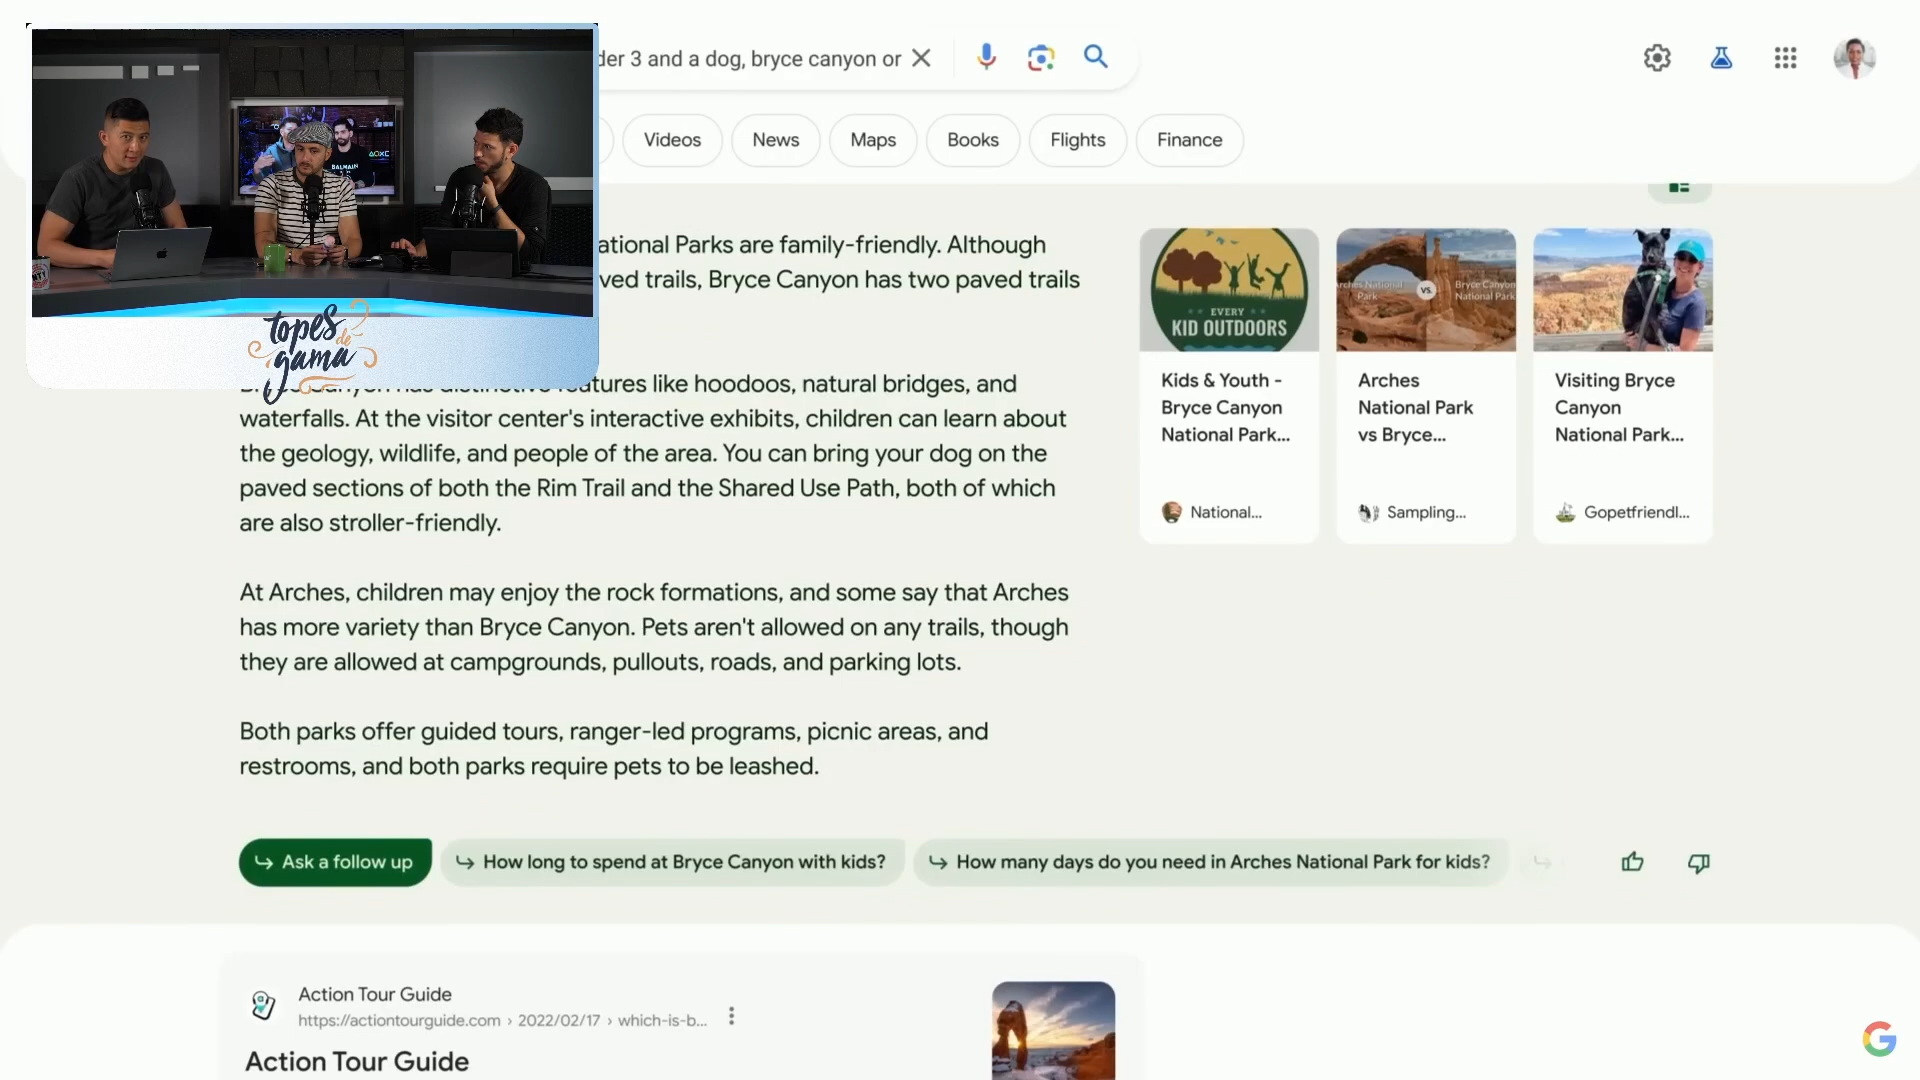 der 3 and a dog, bryce canyon or
Videos
News
Maps
Books
Flights
Finance
BALMAIN
topes
de
gama
ational Parks are family-friendly. Although
ved trails, Bryce Canyon has two paved trails
features like hoodoos, natural bridges, and
waterfalls. At the visitor center's interactive exhibits, children can learn about
the geology, wildlife, and people of the area. You can bring your dog on the
paved sections of both the Rim Trail and the Shared Use Path, both of which
are also stroller-friendly.
At Arches, children may enjoy the rock formations, and some say that Arches
has more variety than Bryce Canyon. Pets aren't allowed on any trails, though
they are allowed at campgrounds, pullouts, roads, and parking lots.
Both parks offer guided tours, ranger-led programs, picnic areas, and
restrooms, and both parks require pets to be leashed.
EVERY
KID OUTDOORS
Kids & Youth -
Bryce Canyon
National Park...
National...
Arches National
Park
VS.
Bryce Canyon
National Park
Arches
National Park
vs Bryce...
Sampling...
Visiting Bryce
Canyon
National Park...
Gopetfriendl...
Ask a follow up
How long to spend at Bryce Canyon with kids?
How many days do you need in Arches National Park for kids?
Action Tour Guide
https://actiontourguide.com › 2022/02/17 › which-is-b...
Action Tour Guide